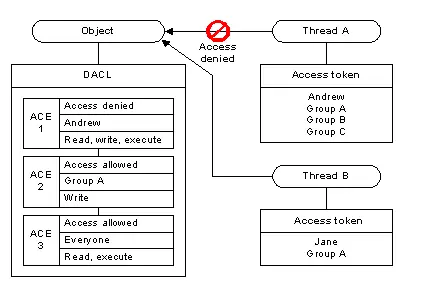 Object
Thread A
Access
denied
DACL
ACE
1
Access denied
Andrew
Read, write, execute
ACE
2
Access allowed
Group A
Write
ACE
3
Access allowed
Everyone
Read, execute
Access token
Andrew
Group A
Group B
Group C
Thread B
Access token
Jane
Group A